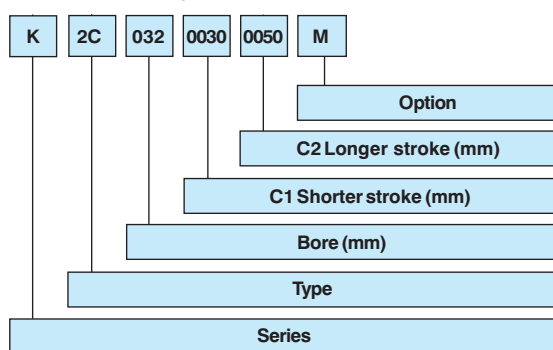 K 2C 032 0030 0050 M
Option
C2 Longer stroke (mm)
C1 Shorter stroke (mm)
Bore (mm)
Type
Series